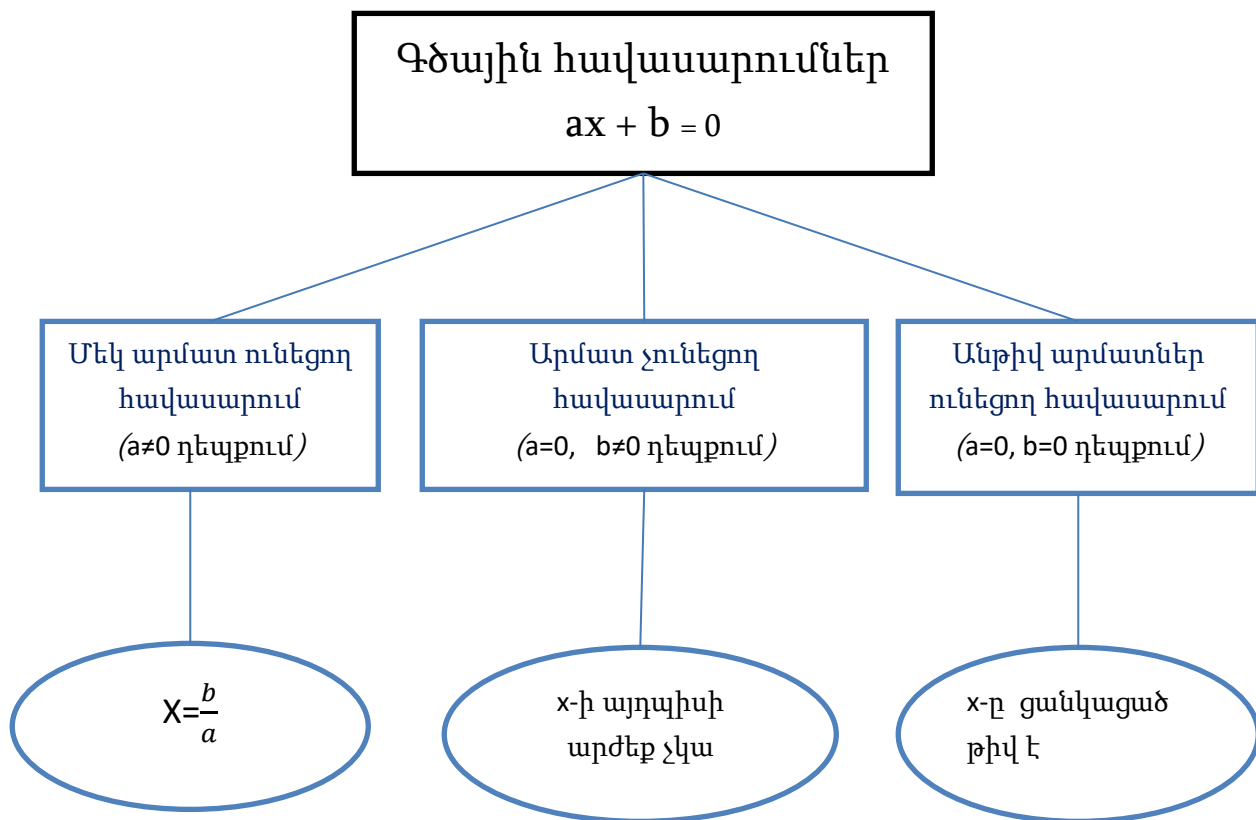 Գծային հավասարումներ
ax + b = 0
Մեկ արմատ ունեցող
հավասարում
(a≠0 դեպքում)
Արմատ չունեցող
հավասարում
(a=0, b≠0 դեպքում)
Անթիվ արմատներ
ունեցող հավասարում
(a=0, b=0 դեպքում)
X=b/a
x-ի այդպիսի
արժեք չկա
x-ը ցանկացած
թիվ է